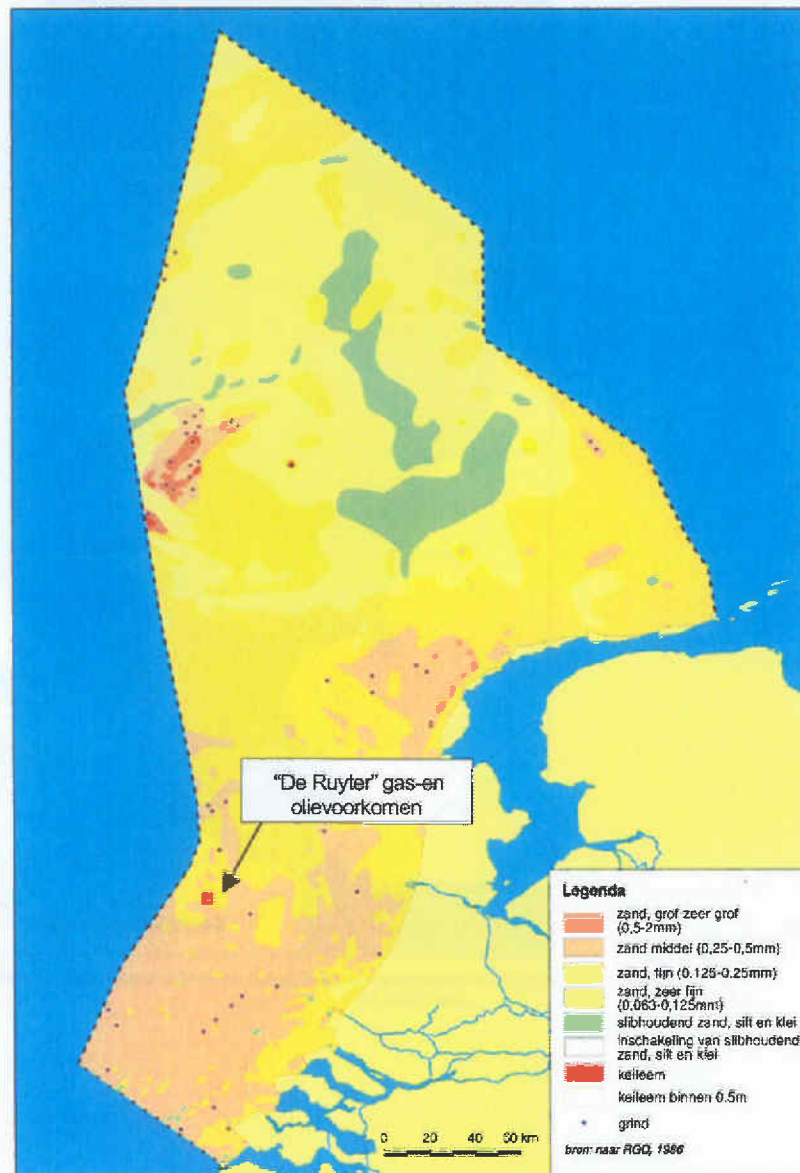 "De Ruyter" gas-en
olievoorkomen
Legenda
zand, grof zeer grof
(0,5-2mm)
zand middel (0,25-0,5mm)
zand, fijn (0.125-0.25mm)
zand, zeer fijn
(0,063-0,125mm)
slibhoudend zand, silt en klei
inschakeling van slibhoudend
zand, silt en klei
keileem
keileem binnen 0.5m
grind
0 20 40 60 km
bron: naar RGD, 1986